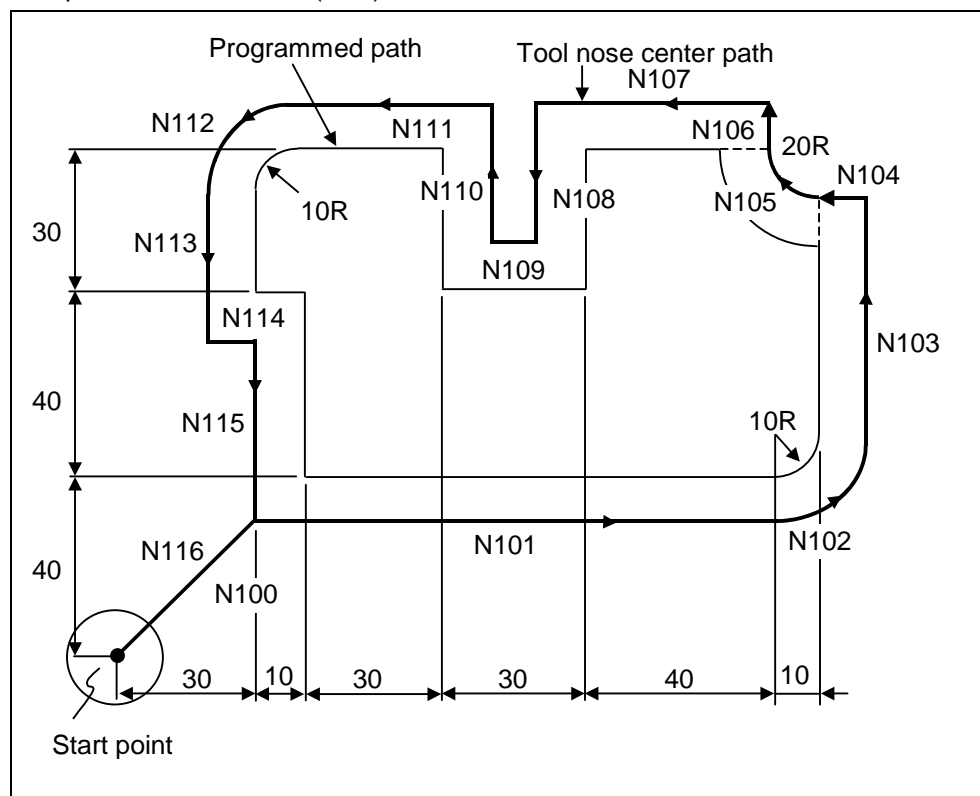 Programmed path
Tool nose center path
N107
N112
N111
N106
20R
N104
N110
N108
N105
10R
30
N113
N109
N114
N103
40
N115
10R
N116
N101
N102
40
N100
30
10
30
30
40
10
Start point